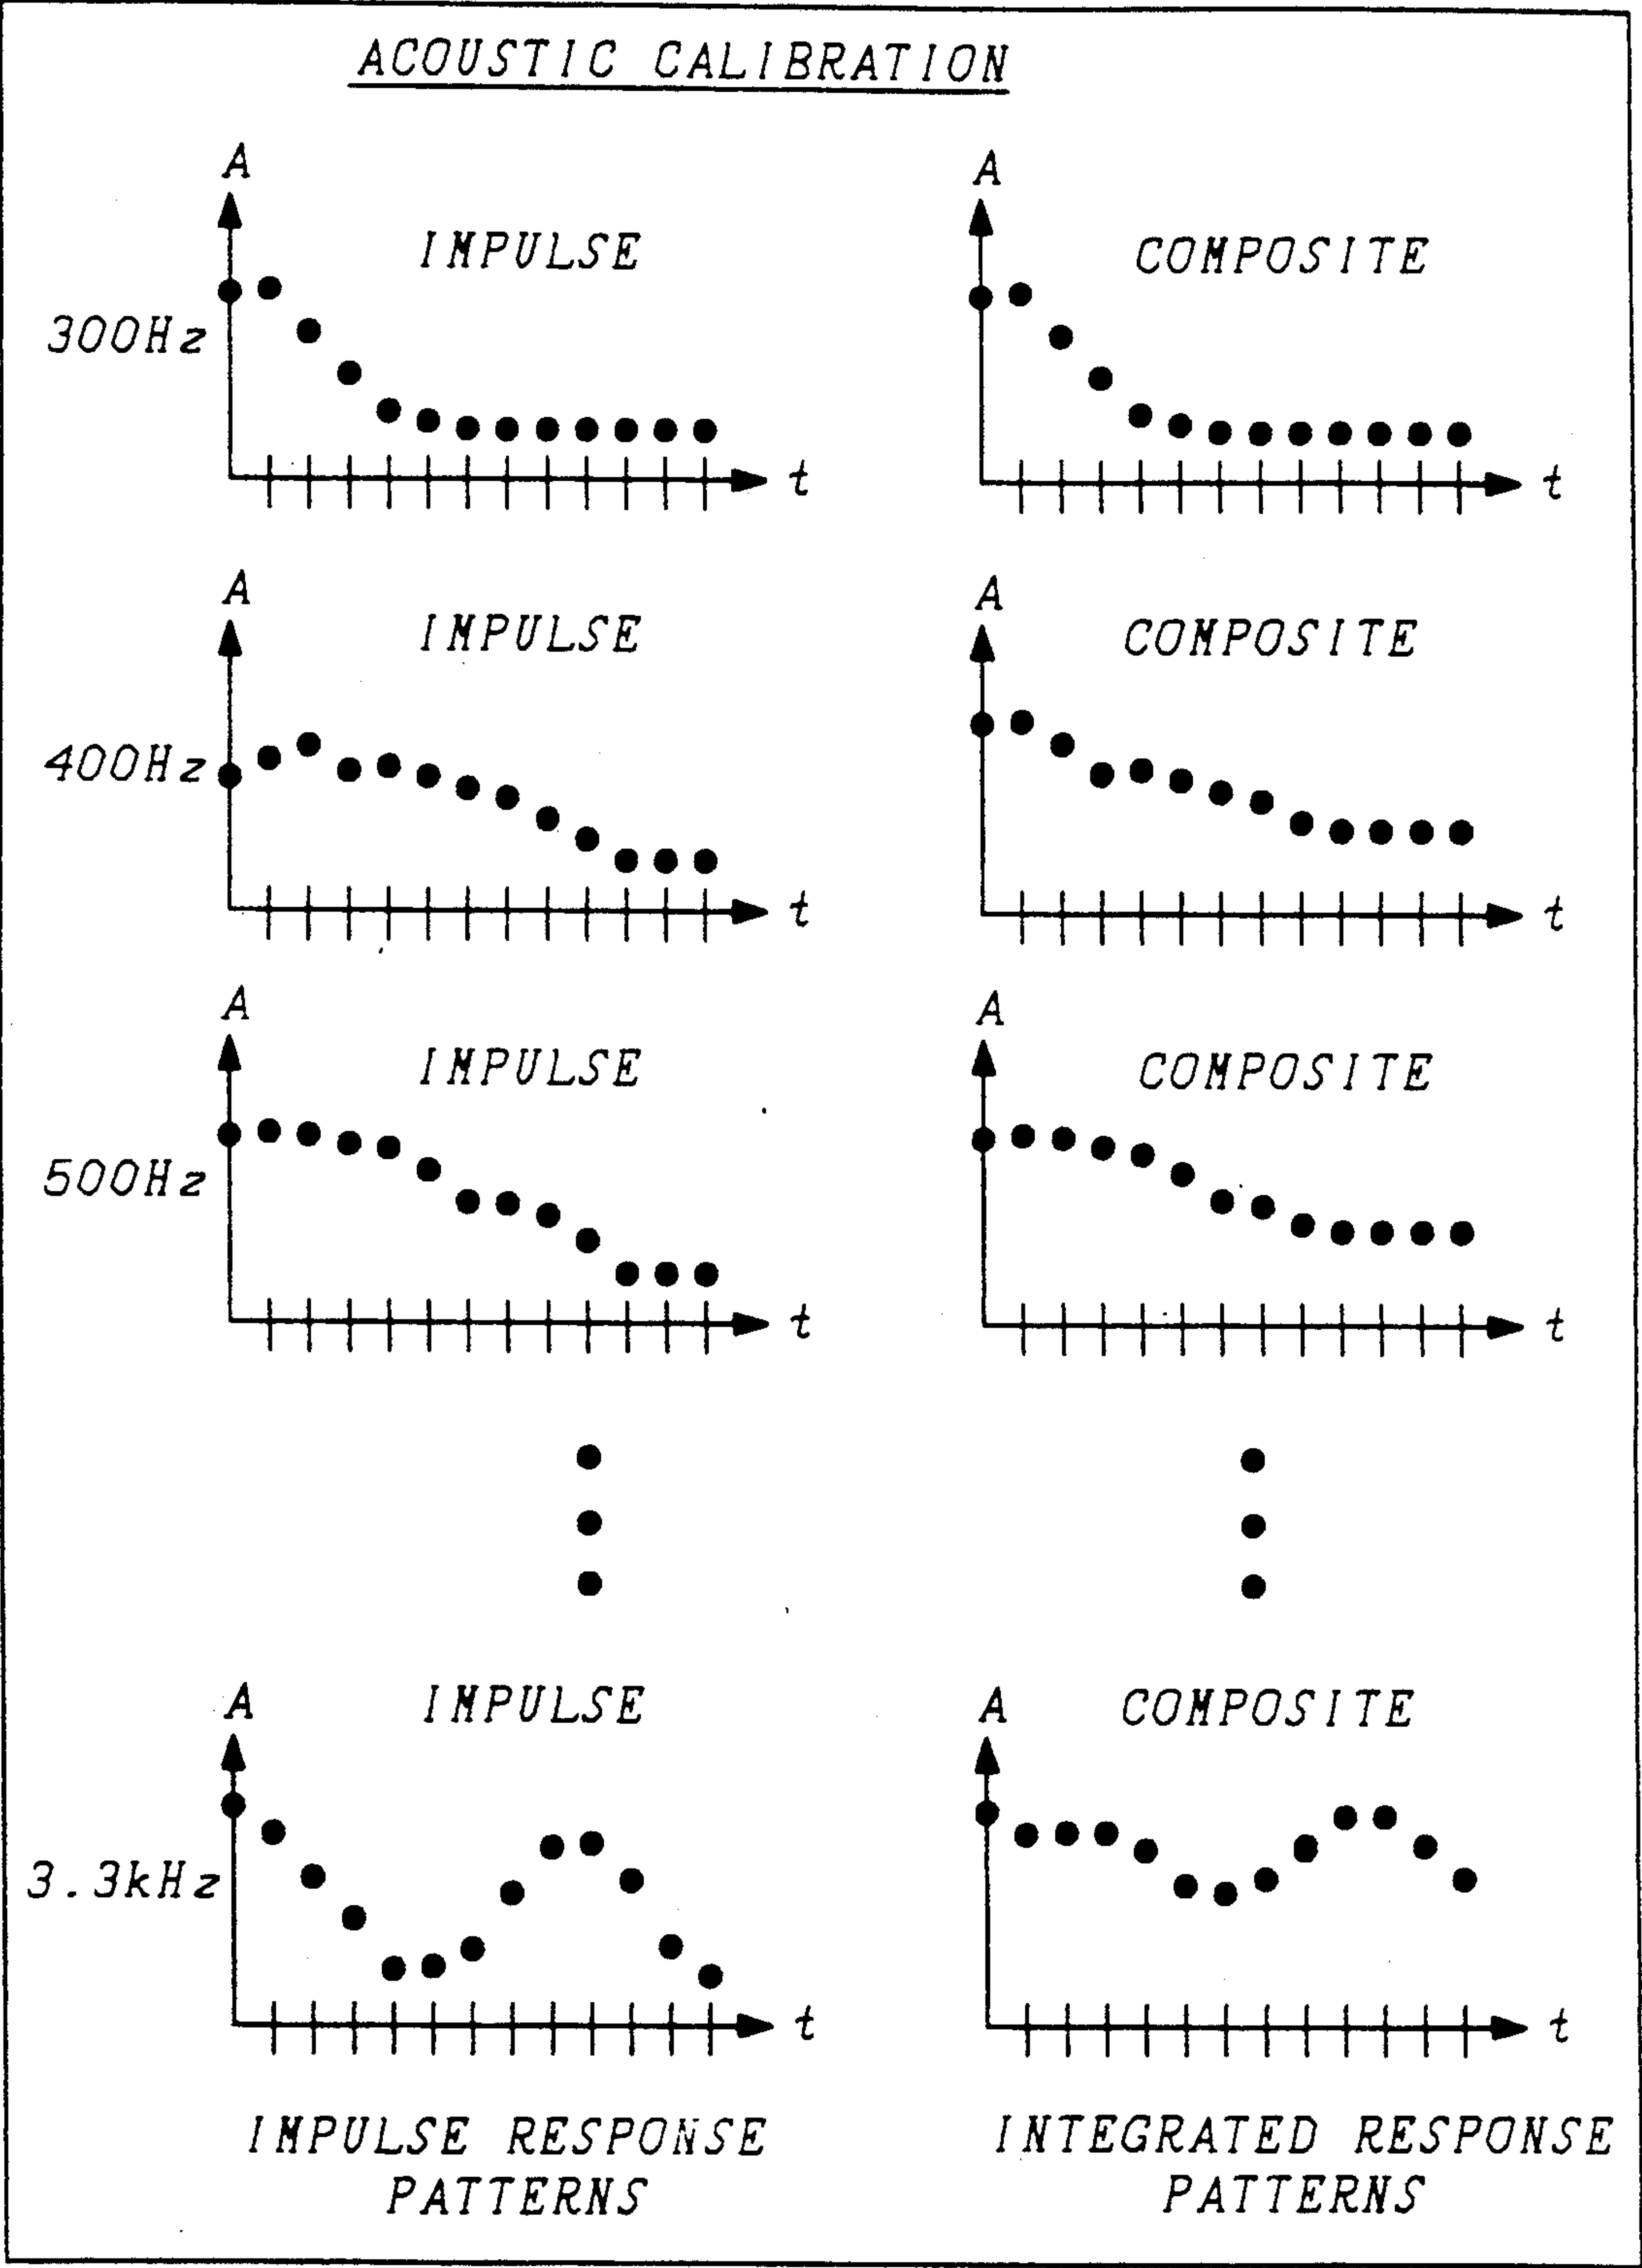 ACOUSTIC CALIBRATION
A
IMPULSE
300Hz
t
A
COMPOSITE
t
A
IMPULSE
400Hz
t
A
COMPOSITE
t
A
IMPULSE
500Hz
t
A
COMPOSITE
t
A
IMPULSE
3.3kHz
t
A
COMPOSITE
t
IMPULSE RESPONSE
PATTERNS
INTEGRATED RESPONSE
PATTERNS